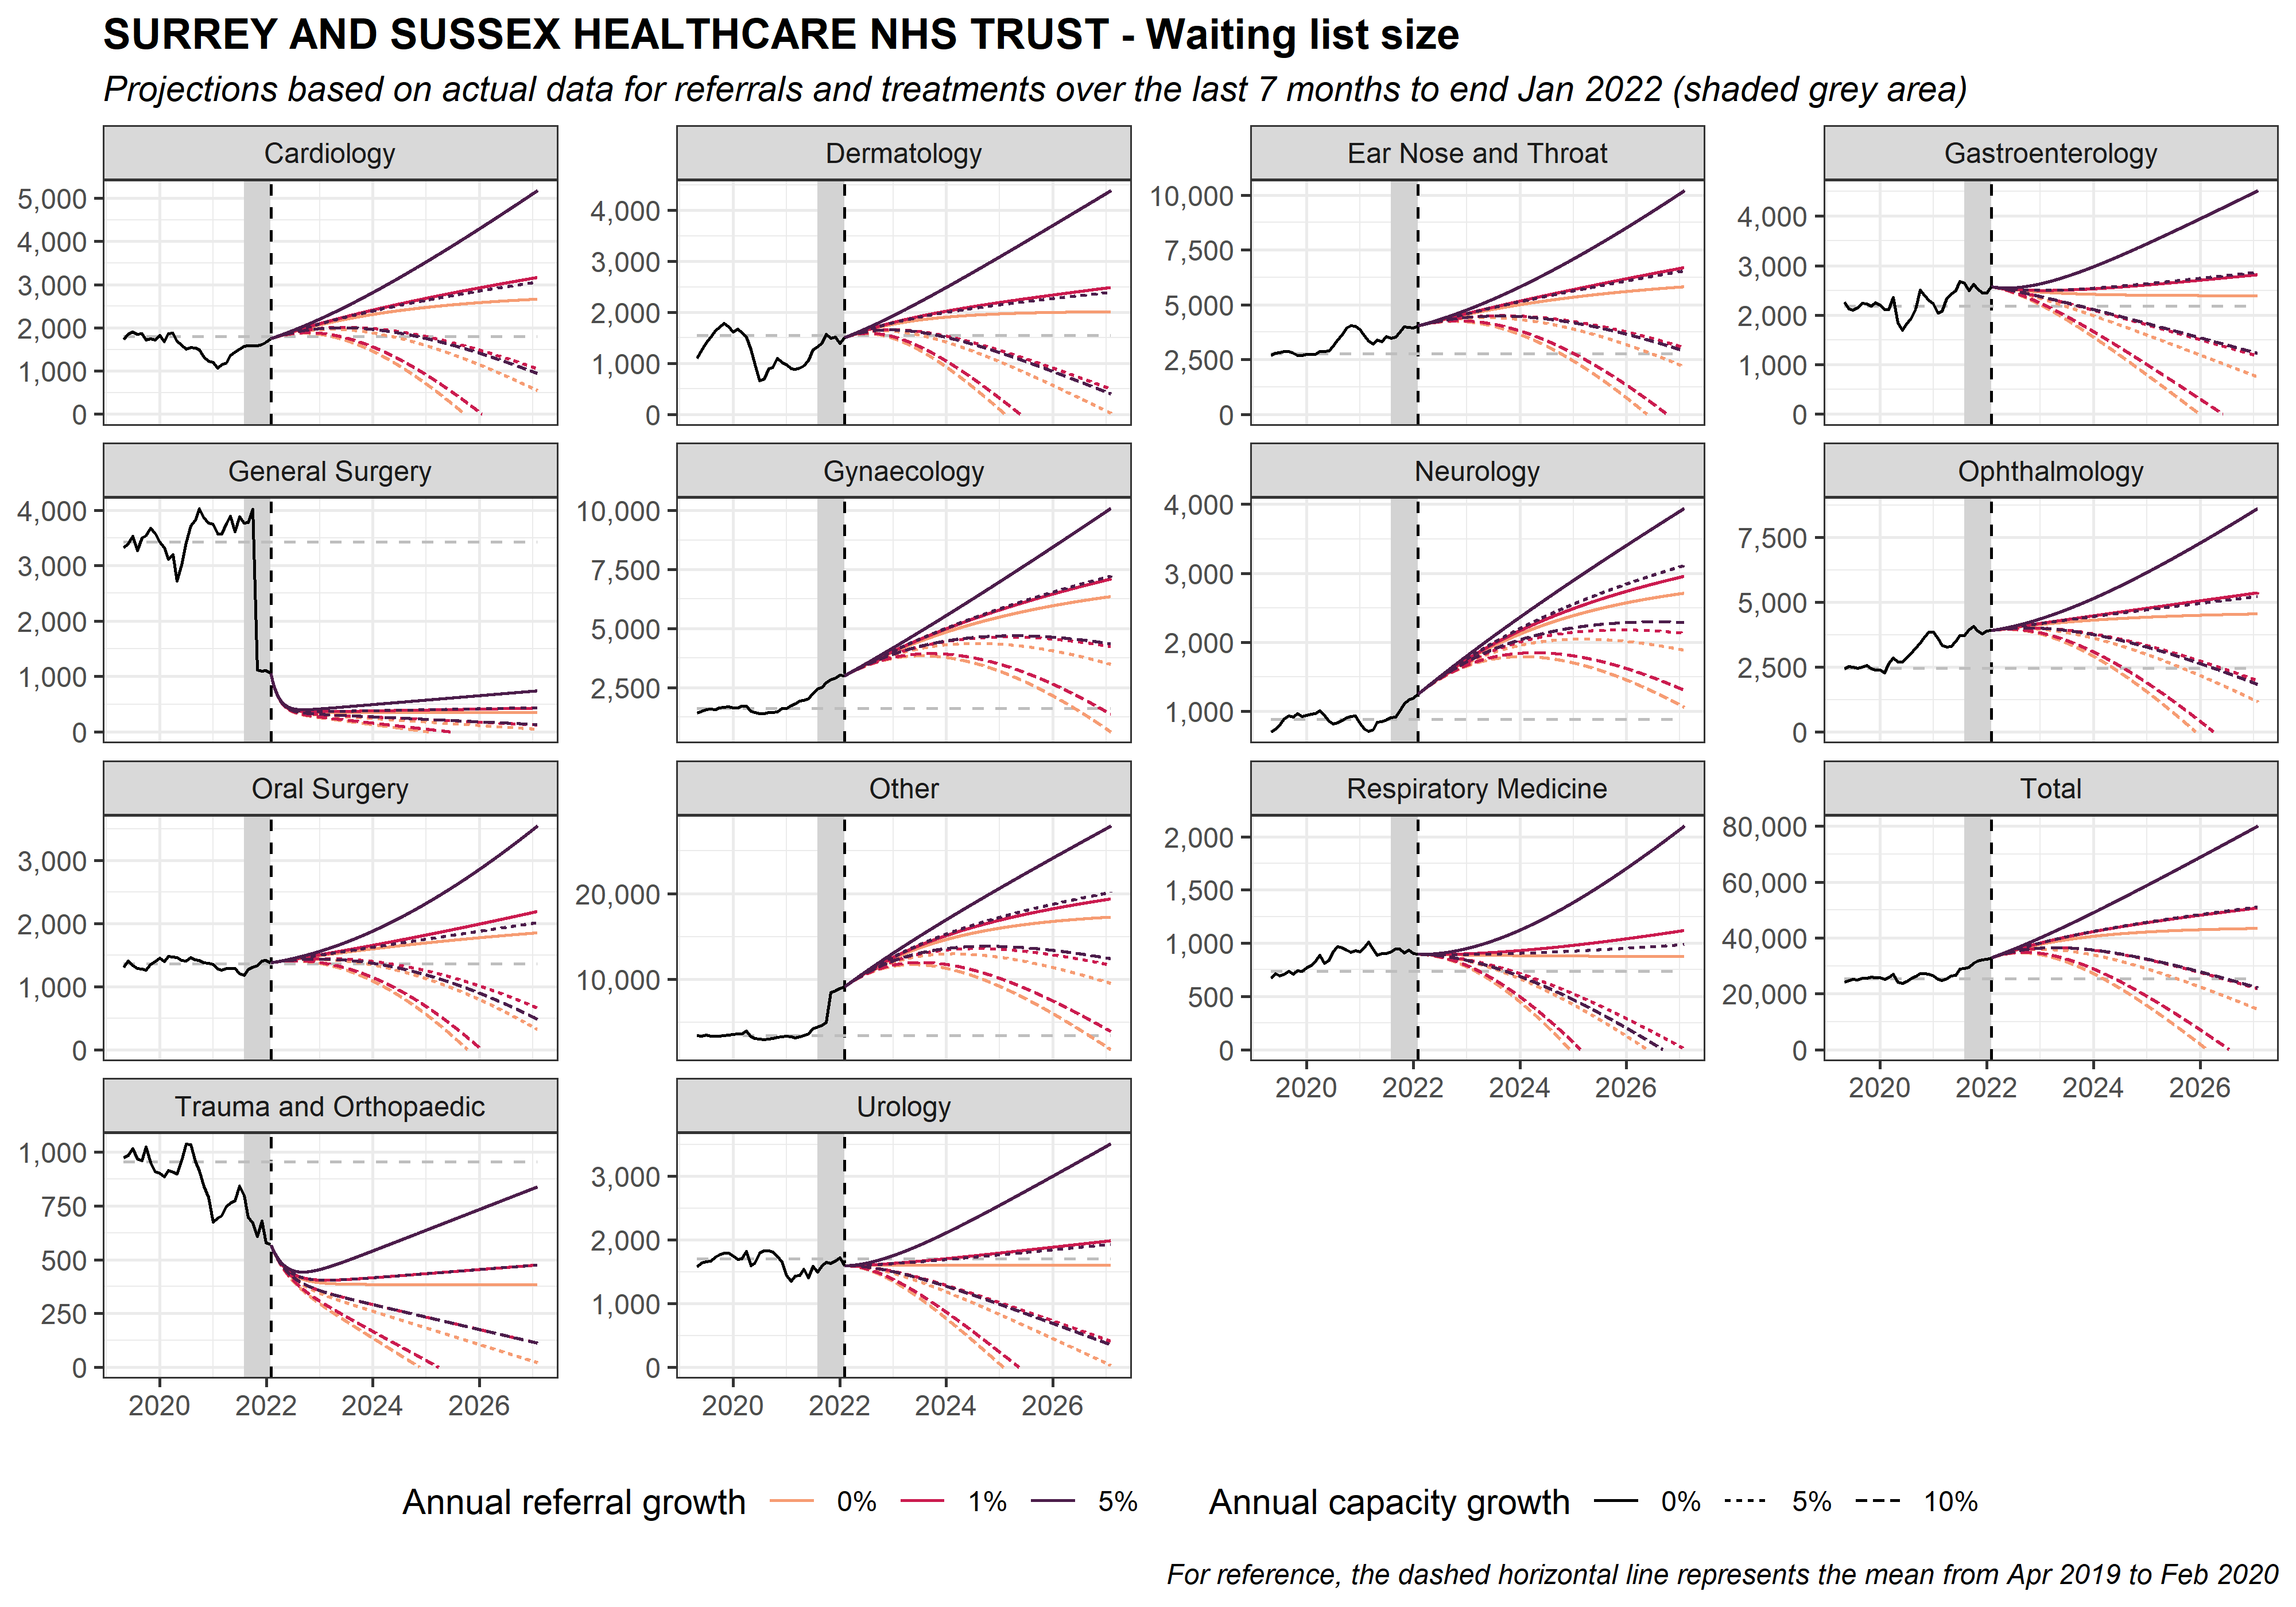 SURREY AND SUSSEX HEALTHCARE NHS TRUST - Waiting list size
Projections based on actual data for referrals and treatments over the last 7 months to end Jan 2022 (shaded grey area)
Cardiology
5,000
4,000
3,000
2,000
1,000
0
Dermatology
4,000
3,000
2,000
1,000
0
Ear Nose and Throat
10,000
7,500
5,000
2,500
0
Gastroenterology
4,000
3,000
2,000
1,000
0
General Surgery
4,000
3,000
2,000
1,000
0
Gynaecology
10,000
7,500
5,000
2,500
Neurology
4,000
3,000
2,000
1,000
Ophthalmology
7,500
5,000
2,500
0
Oral Surgery
3,000
2,000
1,000
0
Other
20,000
10,000
Respiratory Medicine
2,000
1,500
1,000
500
0
2020 2022 2024 2026
Total
80,000
60,000
40,000
20,000
0
2020 2022 2024 2026
Trauma and Orthopaedic
1,000
750
500
250
0
2020 2022 2024 2026
Urology
3,000
2,000
1,000
0
2020 2022 2024 2026
Annual referral growth 0% 1% 5%
Annual capacity growth 0% 5% 10%
For reference, the dashed horizontal line represents the mean from Apr 2019 to Feb 2020